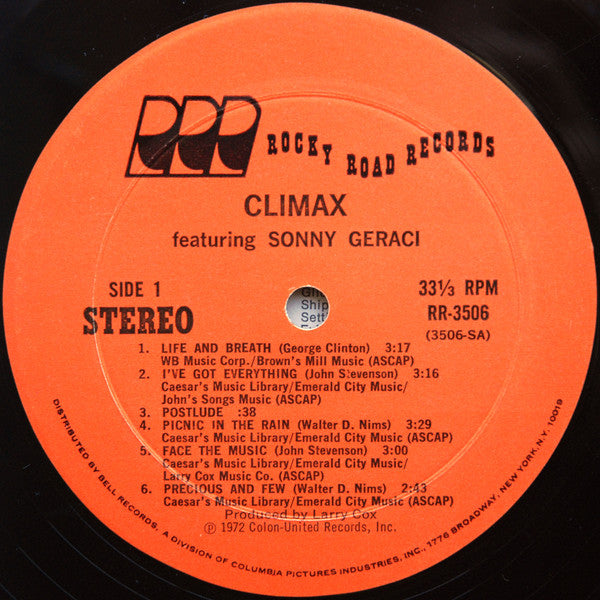 ROCKY ROAD RECORDS
CLIMAX
featuring SONNY GERACI
SIDE 1
STEREO
33⅓ RPM
RR-3506
(3506-SA)
Ship
Sett
1. LIFE AND BREATH (George Clinton) 3:17
WB Music Corp./Brown's Mill Music (ASCAP)
2. I'VE GOT EVERYTHING (John Stevenson) 3:16
Caesar's Music Library/Emerald City Music/
John's Songs Music (ASCAP)
3. POSTLUDE :38
4. PICNIC IN THE RAIN (Walter D. Nims) 3:29
Caesar's Music Library/Emerald City Music (ASCAP)
5. FACE THE MUSIC (John Stevenson) 3:00
Caesar's Music Library/Emerald City Music/
Larry Cox Music Co. (ASCAP)
6. PRECIOUS AND FEW (Walter D. Nims) 2:43
Caesar's Music Library/Emerald City Music (ASCAP)
Produced by Larry Cox
℗ 1972 Colon-United Records, Inc.
DISTRIBUTED BY BELL RECORDS, A DIVISION OF COLUMBIA PICTURES INDUSTRIES, INC., 1776 BROADWAY, NEW YORK, N.Y. 10019